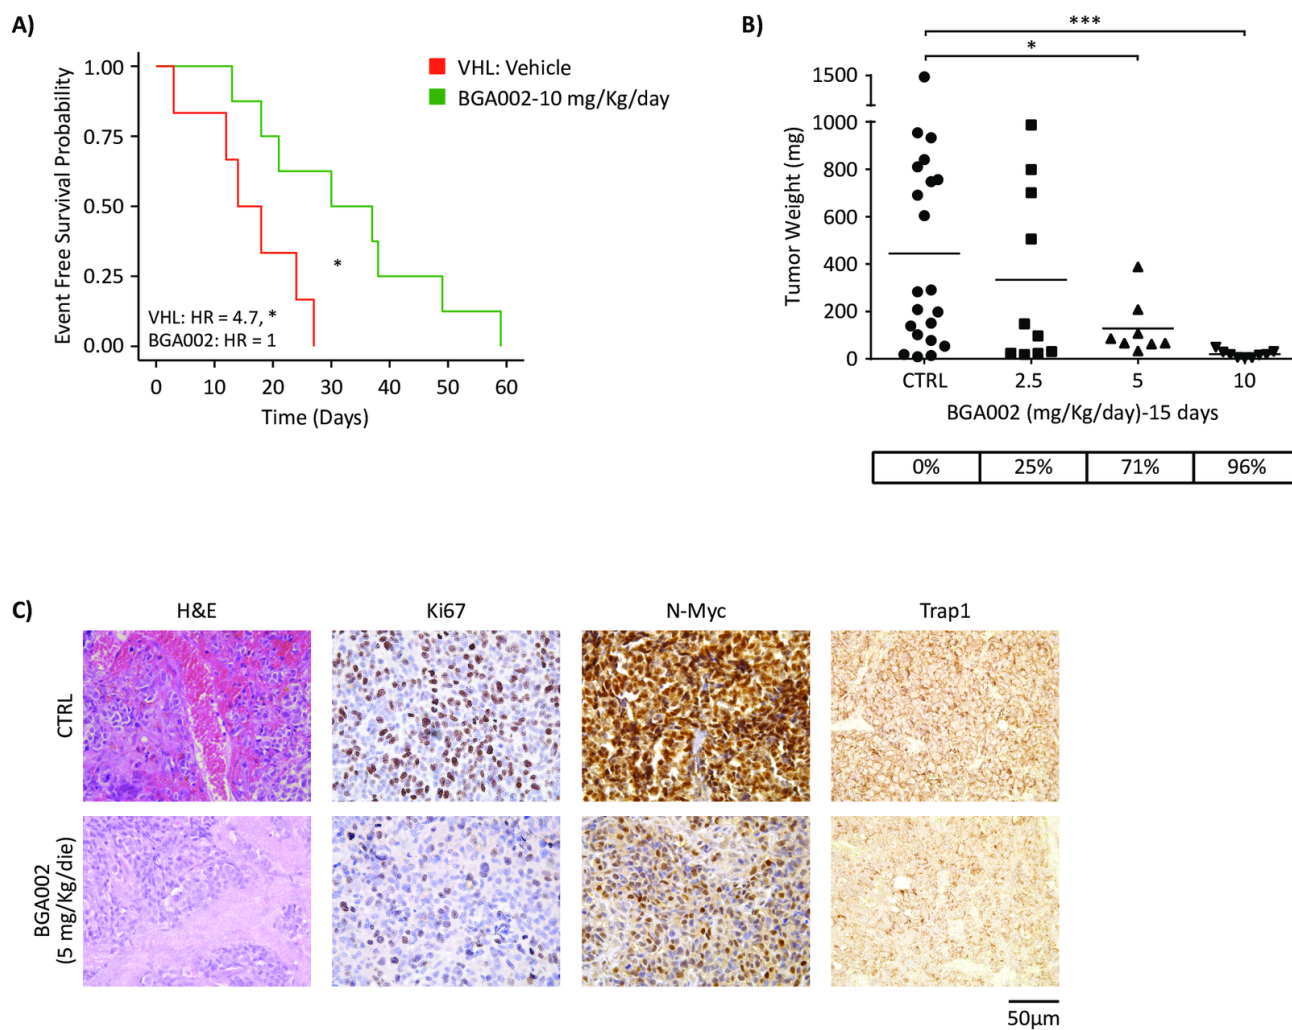 A)
Event Free Survival Probability
1.00
0.75
0.50
0.25
0.00
VHL: Vehicle
BGA002-10 mg/Kg/day
*
VHL: HR = 4.7, *
BGA002: HR = 1
0 10 20 30 40 50 60
Time (Days)
B)
***
*
Tumor Weight (mg)
1500
1000
800
600
400
200
0
CTRL 2.5 5 10
BGA002 (mg/Kg/day)-15 days
0% 25% 71% 96%
C)
H&E Ki67 N-Myc Trap1
CTRL
BGA002
(5 mg/Kg/die)
50μm